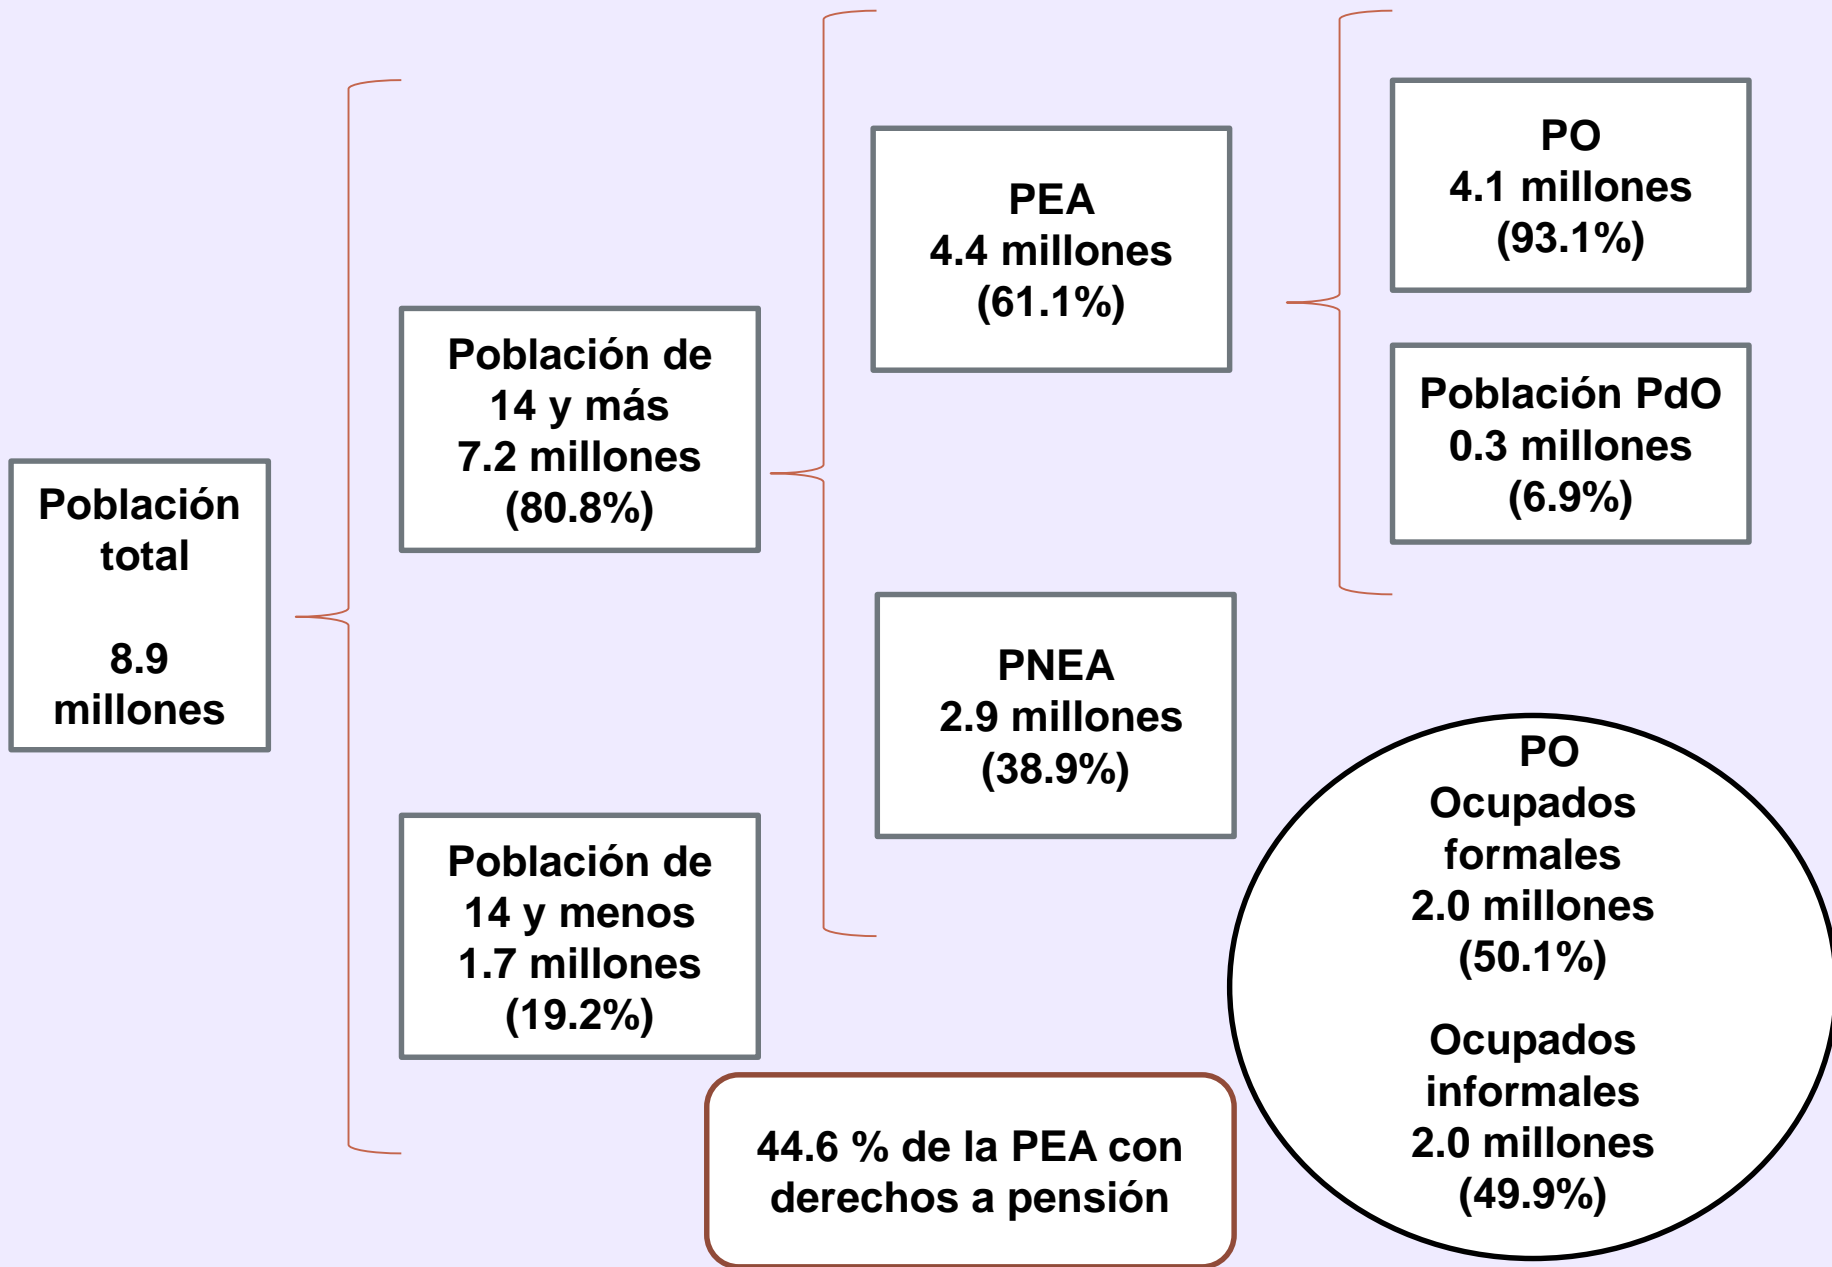 Población
total
8.9
millones
Población de
14 y más
7.2 millones
(80.8%)
Población de
14 y menos
1.7 millones
(19.2%)
PEA
4.4 millones
(61.1%)
PNEA
2.9 millones
(38.9%)
PO
4.1 millones
(93.1%)
Población PdO
0.3 millones
(6.9%)
PO
Ocupados
formales
2.0 millones
(50.1%)
Ocupados
informales
2.0 millones
(49.9%)
44.6 % de la PEA con
derechos a pensión